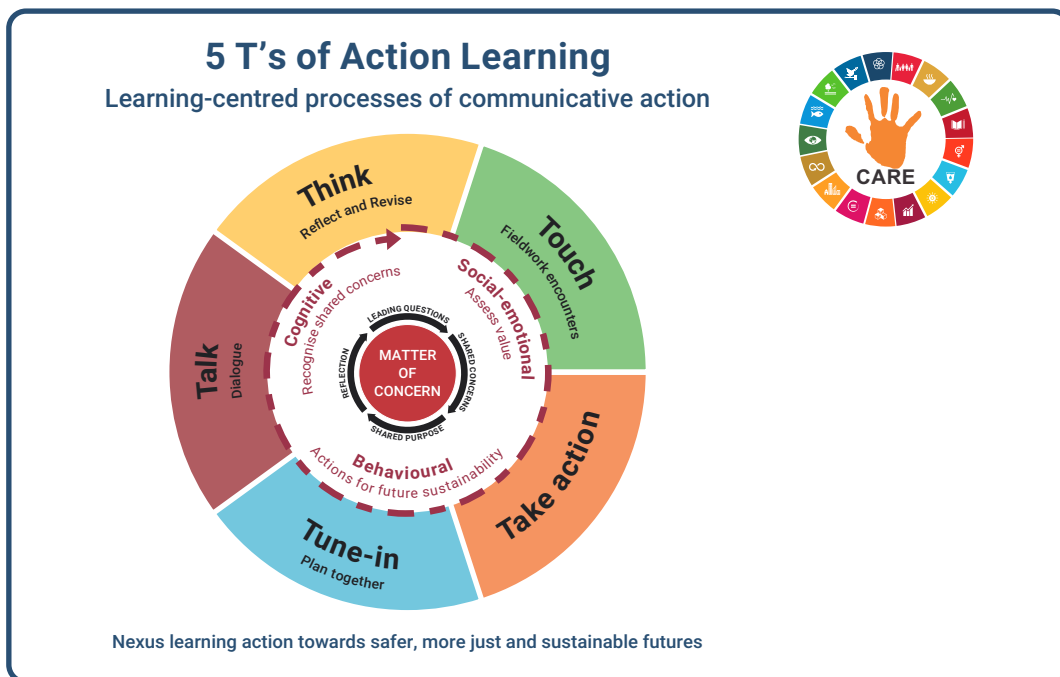 5 T’s of Action Learning
Learning-centred processes of communicative action
CARE
Think
Reflect and Revise
Touch
Fieldwork encounters
Take action
Tune-in
Plan together
Talk
Dialogue
Cognitive
Recognise shared concerns
Social-emotional
Assess value
Behavioural
Actions for future sustainability
LEADING QUESTIONS
SHARED CONCERNS
SHARED PURPOSE
REFLECTION
MATTER
OF
CONCERN
Nexus learning action towards safer, more just and sustainable futures